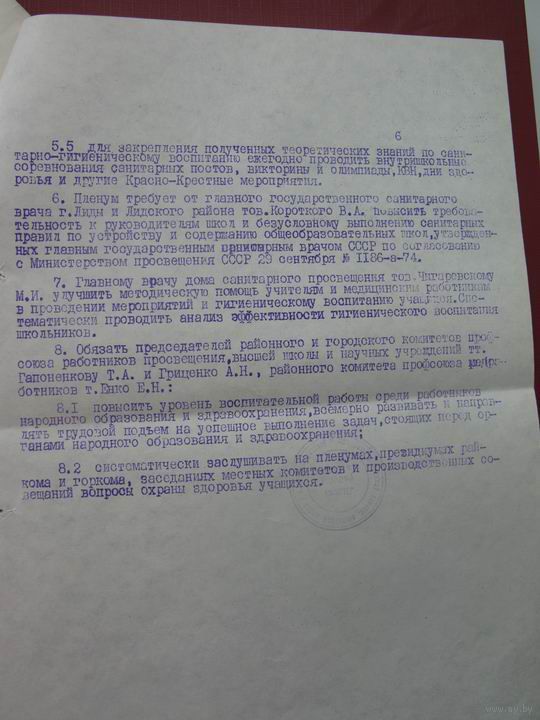 6
5.5 для закрепления полученных теоретических знаний по сани-
тарно-гигиеническому воспитанию ежегодно проводить внутришкольные
соревнования санитарных постов, викторины и олимпиады,КВН,дни здо-
ровья и другие Красно-Крестные мероприятия.
6. Пленум требует от главного государственного санитарного
врача г.Лиды и Лидского района тов.Короткого В.А. повысить требова-
тельность к руководителям школ и безусловному выполнению санитарных
правил по устройству и содержанию общеобразовательных школ,утвержден-
ных главным государственным санитарным врачом СССР по согласованию
с Министерством просвещения СССР 29 сентября № II86-а-74.
7. Главному врачу дома санитарного просвещения тов.
М.И. улучшить методическую помощь учителям и медицинским работникам
в проведении мероприятий и гигиеническому воспитанию учащихся.Сис-
тематически проводить анализ эффективности гигиенического воспитания
школьников.
8. Обязать председателей районного и городского комитетов проф-
союза работников просвещения,высшей школы и научных учреждений тт.
Гапоненкову Т.А. и Гриценко А.Н., районного комитета профсоюза медра-
ботников т.Енко Е.Н.:
8.I повысить уровень воспитательной работы среди работников
народного образования и здравоохранения,всемерно развивать и направ-
лять трудовой подъем на успешное выполнение задач,стоящих перед ор-
ганами народного образования и здравоохранения;
8.2 систоматически заслушивать на пленумах,президиумах рай-
кома и горкома, заседаниях местных комитетов и производственных со-
вещаний вопросы охраны здоровья учащихся.
www.ay.by